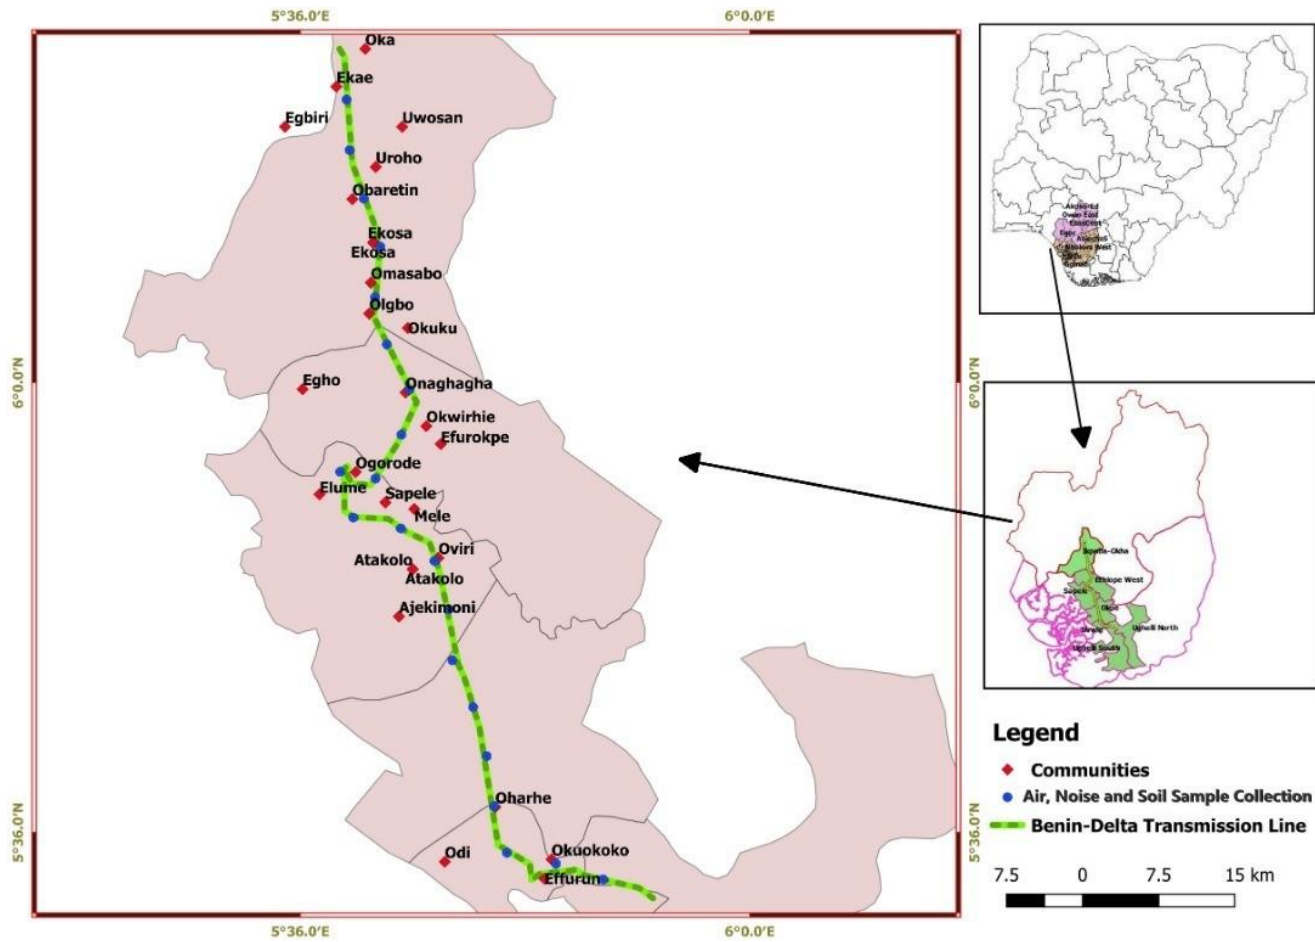 5°36.0'E
6°0.0'E
Oka
Ekae
Egbiri
Uwosan
Uroho
Obaretin
Ekosa
Ekosa
Omasabo
Olgbo
Okuku
6°0.0'N
6°0.0'N
Egho
Onaghagha
Okwirhie
Efurokpe
Ogorode
Elume
Sapele
Mele
Oviri
Atakolo
Atakolo
Ajekimoni
Oharhe
5°36.0'N
5°36.0'N
Odi
Okuokoko
Effurun
5°36.0'E
6°0.0'E
Owan East
Ethiope West
Sapele
Okpe
Ughelli North
Ughelli South
Legend
Communities
Air, Noise and Soil Sample Collection
Benin-Delta Transmission Line
7.5 0 7.5 15 km